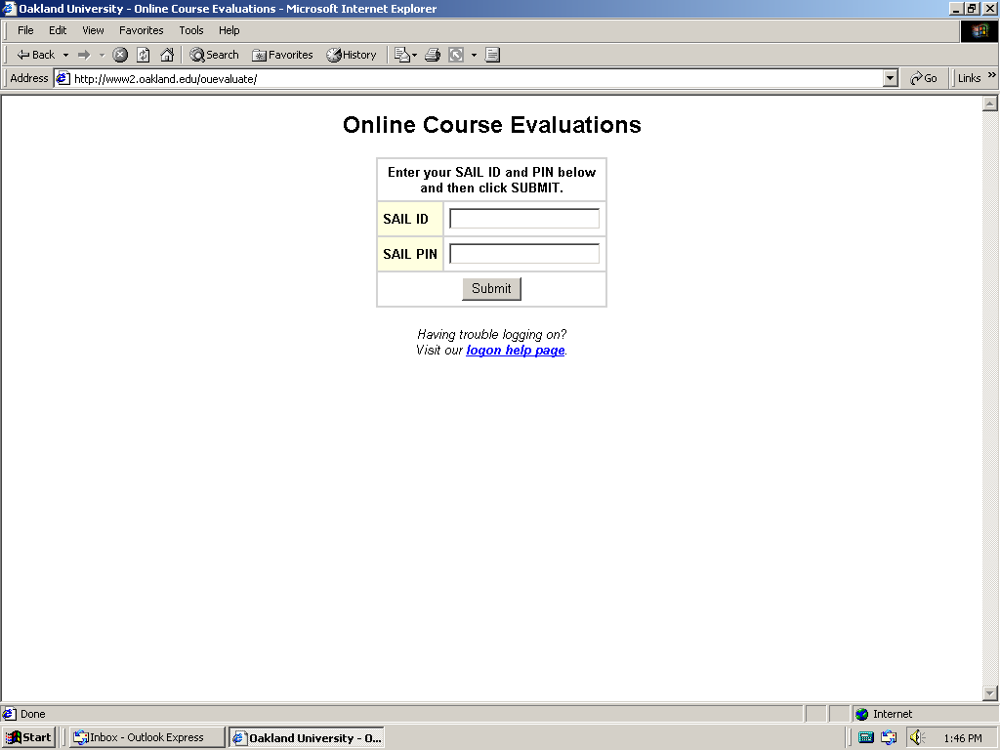 Oakland University - Online Course Evaluations - Microsoft Internet Explorer
File Edit View Favorites Tools Help
Back Search Favorites History
Address http://www2.oakland.edu/ouevaluate/ Go Links »
Online Course Evaluations
Enter your SAIL ID and PIN below
and then click SUBMIT.
SAIL ID
SAIL PIN
Submit
Having trouble logging on?
Visit our logon help page.
Done Internet
Start Inbox - Outlook Express Oakland University - O... 1:46 PM